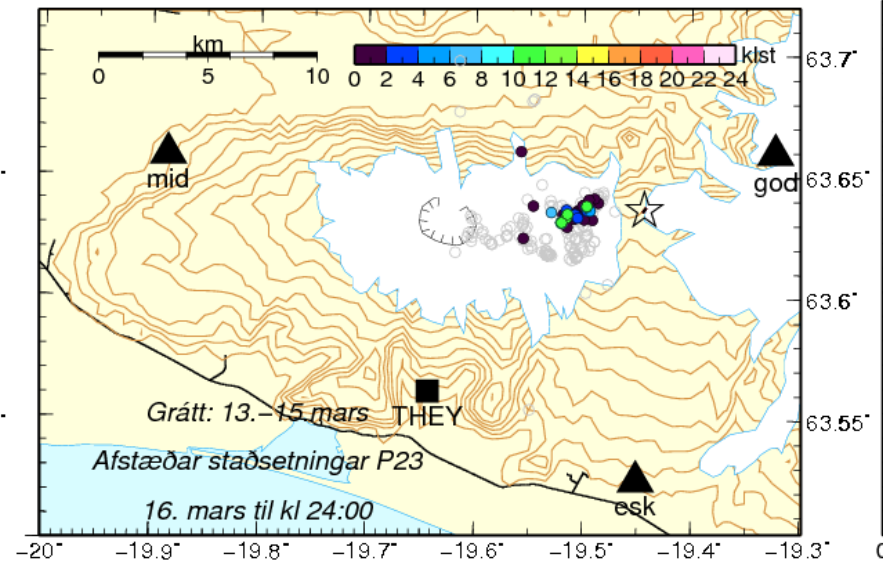 km
0 5 10
0 2 4 6 8 10 12 14 16 18 20 22 24 klst
63.7°
mid
god
63.65°
63.6°
Grátt: 13.–15 mars
THEY
63.55°
Afstæðar staðsetningar P23
16. mars til kl 24:00
esk
-20° -19.9° -19.8° -19.7° -19.6° -19.5° -19.4° -19.3°